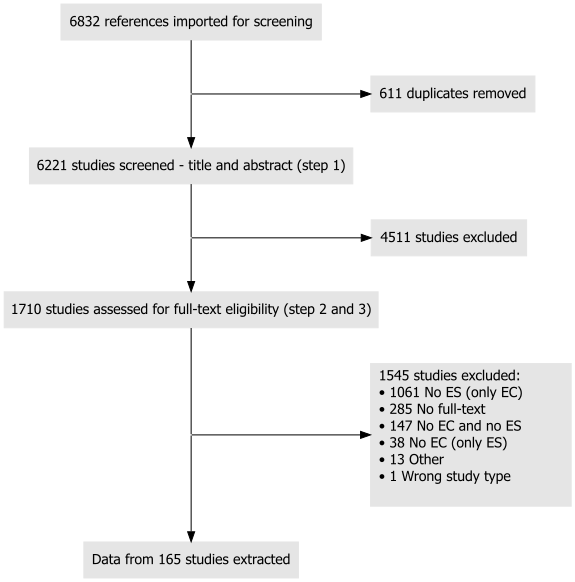 6832 references imported for screening
611 duplicates removed
6221 studies screened - title and abstract (step 1)
4511 studies excluded
1710 studies assessed for full-text eligibility (step 2 and 3)
1545 studies excluded:
• 1061 No ES (only EC)
• 285 No full-text
• 147 No EC and no ES
• 38 No EC (only ES)
• 13 Other
• 1 Wrong study type
Data from 165 studies extracted